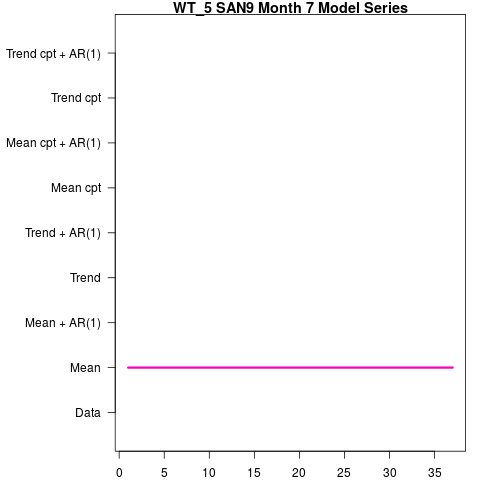 WT_5 SAN9 Month 7 Model Series
Trend cpt + AR(1)
Trend cpt
Mean cpt + AR(1)
Mean cpt
Trend + AR(1)
Trend
Mean + AR(1)
Mean
Data
0 5 10 15 20 25 30 35